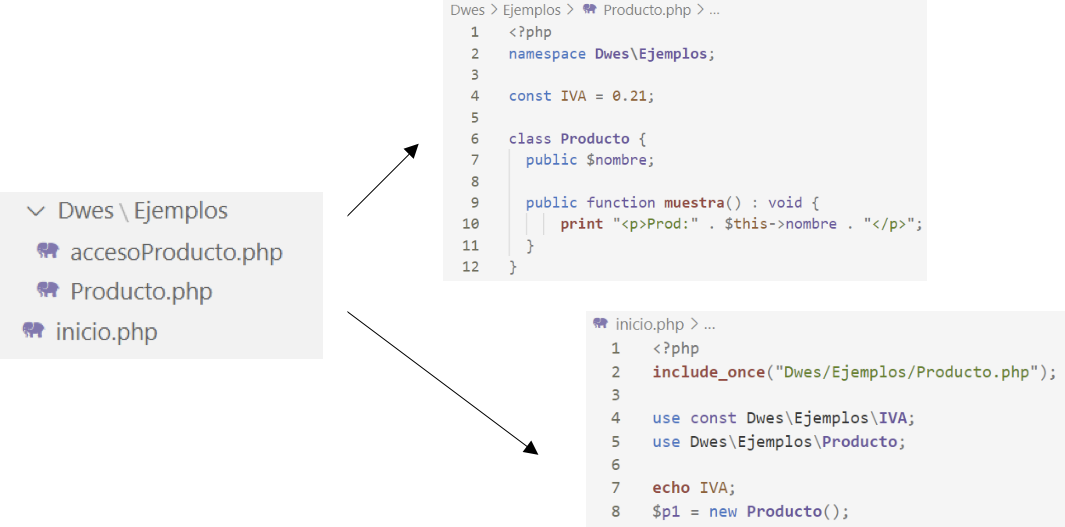 Dwes \ Ejemplos
accesoProducto.php
Producto.php
inicio.php
Dwes > Ejemplos > Producto.php > ...
1 <?php
2 namespace Dwes\Ejemplos;
3
4 const IVA = 0.21;
5
6 class Producto {
7 public $nombre;
8
9 public function muestra() : void {
10 print "<p>Prod:" . $this->nombre . "</p>";
11 }
12 }
inicio.php > ...
1 <?php
2 include_once("Dwes/Ejemplos/Producto.php");
3
4 use const Dwes\Ejemplos\IVA;
5 use Dwes\Ejemplos\Producto;
6
7 echo IVA;
8 $p1 = new Producto();